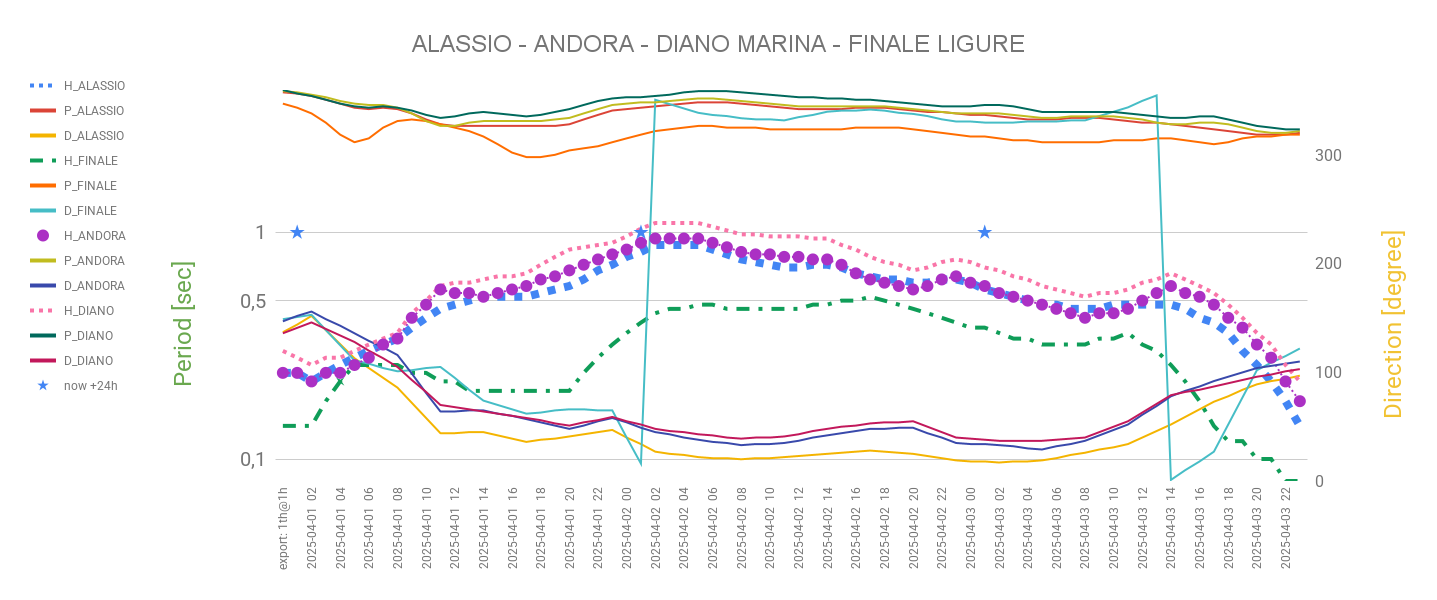 ALASSIO - ANDORA - DIANO MARINA - FINALE LIGURE
H_ALASSIO
P_ALASSIO
D_ALASSIO
H_FINALE
P_FINALE
D_FINALE
H_ANDORA
P_ANDORA
D_ANDORA
H_DIANO
P_DIANO
D_DIANO
now +24h
Period [sec]
1
0,5
0,1
300
200
100
0
Direction [degree]
export: 1th@1h
2025-04-01 02
2025-04-01 04
2025-04-01 06
2025-04-01 08
2025-04-01 10
2025-04-01 12
2025-04-01 14
2025-04-01 16
2025-04-01 18
2025-04-01 20
2025-04-01 22
2025-04-02 00
2025-04-02 02
2025-04-02 04
2025-04-02 06
2025-04-02 08
2025-04-02 10
2025-04-02 12
2025-04-02 14
2025-04-02 16
2025-04-02 18
2025-04-02 20
2025-04-02 22
2025-04-03 00
2025-04-03 02
2025-04-03 04
2025-04-03 06
2025-04-03 08
2025-04-03 10
2025-04-03 12
2025-04-03 14
2025-04-03 16
2025-04-03 18
2025-04-03 20
2025-04-03 22